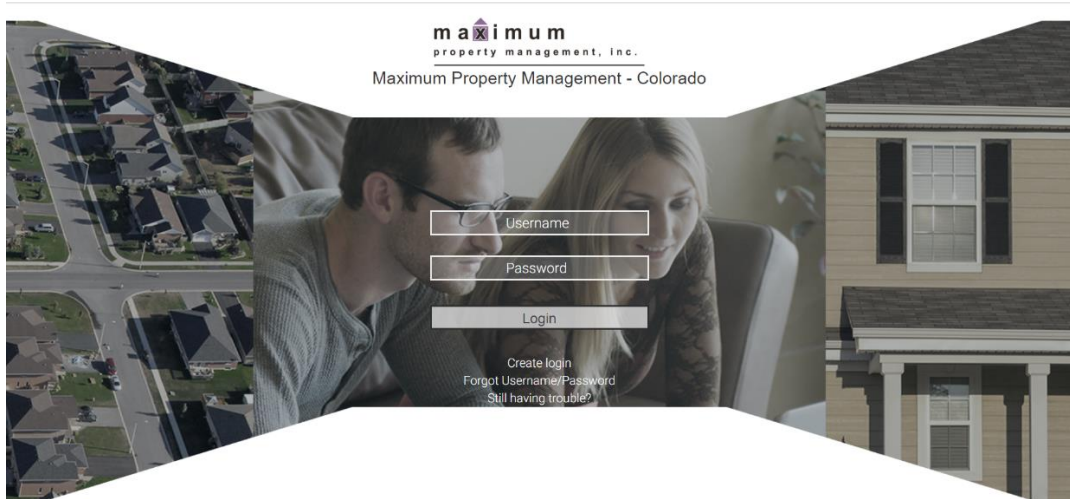 maximum
property management, inc.
Maximum Property Management - Colorado
Username
Password
Login
Create login
Forgot Username/Password
Still having trouble?